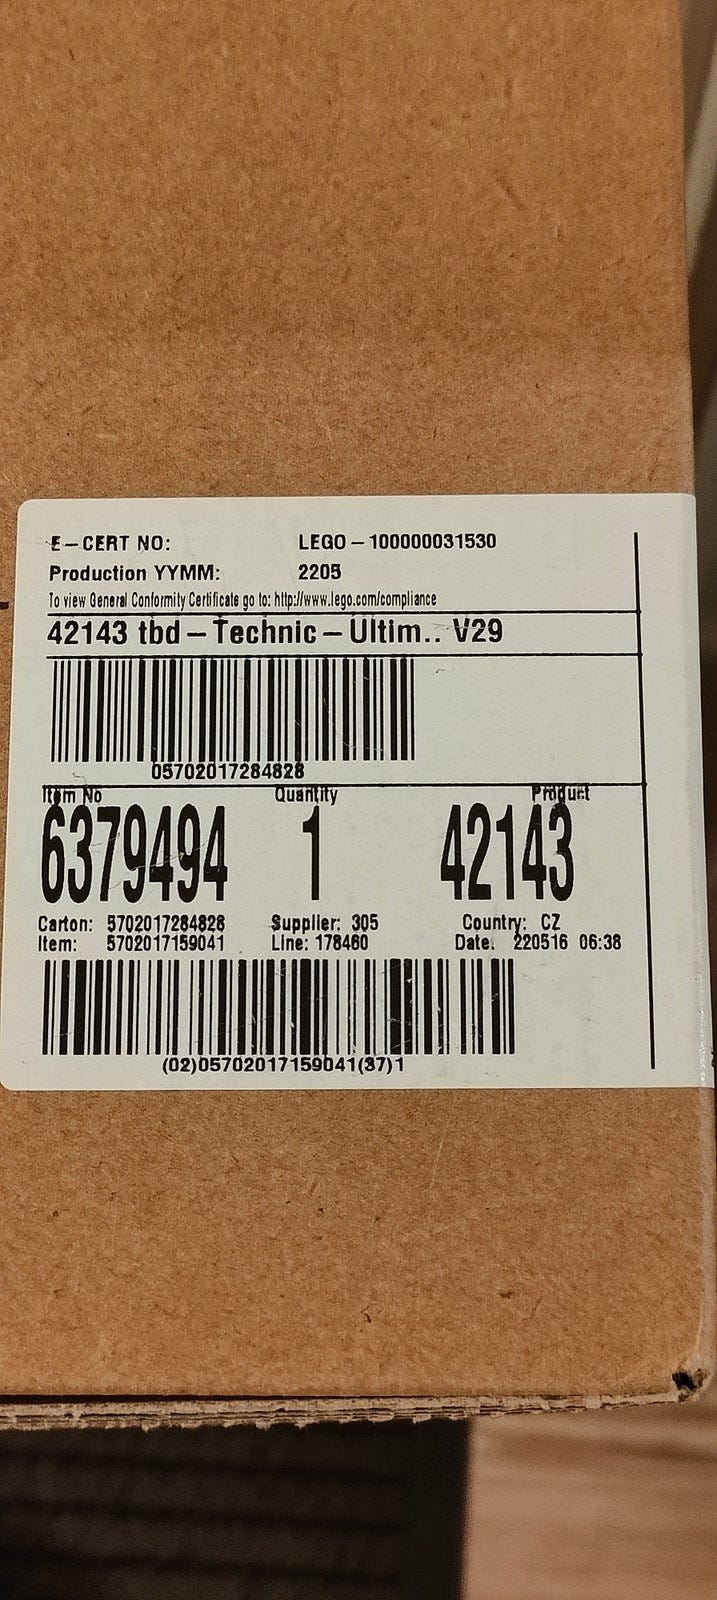 E-CERT NO: LEGO-100000031530
Production YYMM: 2205
To view General Conformity Certificate go to: http://www.lego.com/compliance
42143 tbd-Technic-Ultim.. V29
05702017284828
Item No Quantity Product
6379494 1 42143
Carton: 5702017284828 Supplier: 305 Country: CZ
Item: 5702017159041 Line: 178460 Date. 220516 06:38
(02)05702017159041(37)1